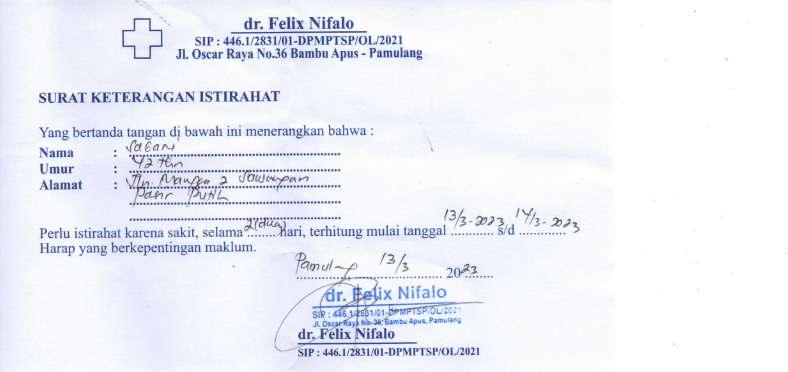 dr. Felix Nifalo
SIP : 446.1/2831/01-DPMPTSP/OL/2021
Jl. Oscar Raya No.36 Bambu Apus - Pamulang
SURAT KETERANGAN ISTIRAHAT
Yang bertanda tangan di bawah ini menerangkan bahwa :
Nama : Sabari
Umur : 42 thn
Alamat : Jln. Mangga 2 Sawangan
Pasir Putih
Perlu istirahat karena sakit, selama 2 (dua) hari, terhitung mulai tanggal 13/3-2023 s/d 14/3-2023
Harap yang berkepentingan maklum.
Pamulang 13/3 2023
dr. Felix Nifalo
SIP : 446.1/2831/01-DPMPTSP/OL/2021
Jl. Oscar Raya No.36, Bambu Apus, Pamulang
dr. Felix Nifalo
SIP : 446.1/2831/01-DPMPTSP/OL/2021